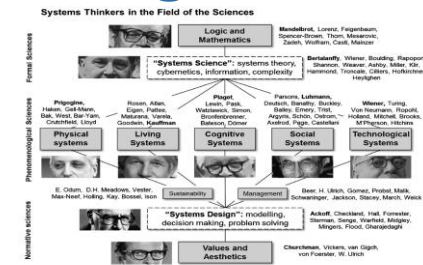 Systems Thinkers in the Field of the Sciences
Formal Sciences
Logic and
Mathematics
Mandelbrot, Lorenz, Feigenbaum,
Spencer-Brown, Thom, Mesarovic,
Zadeh, Wolfram, Casti, Mainzer
"Systems Science": systems theory,
cybernetics, information, complexity
Bertalanffy, Wiener, Boulding, Rapoport
Shannon, Weaver, Ashby, Miller, Klir,
Hammond, Troncale, Cilliers, Hofkirchner
Heylighen
Phenomenological Sciences
Prigogine,
Haken, Gell-Mann,
Bak, West, Bar-Yam,
Crutchfield, Lloyd
Rosen, Atlan,
Eigen, Pattee,
Maturana, Varela,
Goodwin, Kauffman
Piaget,
Lewin, Pask,
Watzlawick, Simon,
Bronfenbrenner,
Bateson, Dörner
Parsons, Luhmann,
Deutsch, Banathy, Buckley,
Bailey, Emery, Trist,
Argyris, Schön, Ostrom,
Axelrod, Page, Castellani
Wiener, Turing,
Von Neumann, Ropohl,
Holland, Mitchell, Brooks,
M'Pherson, Hitchins
Physical
systems
Living
Systems
Cognitive
Systems
Social
Systems
Technological
Systems
E. Odum, D.H. Meadows, Vester,
Max-Neef, Holling, Kay, Bossel, Ison
Sustainability
Management
Beer, H. Ulrich, Gomez, Probst, Malik,
Schwaninger, Jackson, Stacey, March, Weick
Normative sciences
"Systems Design": modelling,
decision making, problem solving
Ackoff, Checkland, Hall, Forrester,
Sterman, Senge, Warfield, Midgley,
Mingers, Flood, Gharajedaghi
Values and
Aesthetics
Churchman, Vickers, van Gigch,
von Foerster, W. Ulrich